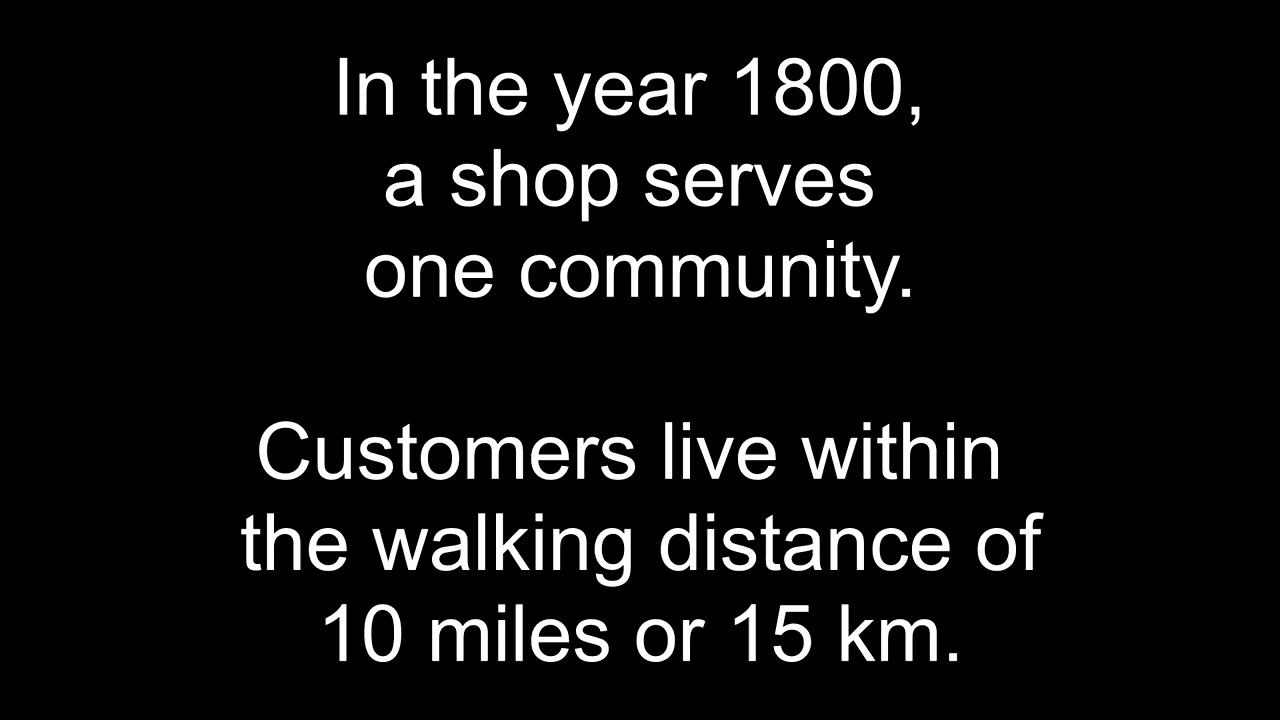 In the year 1800,
a shop serves
one community.
Customers live within
the walking distance of
10 miles or 15 km.